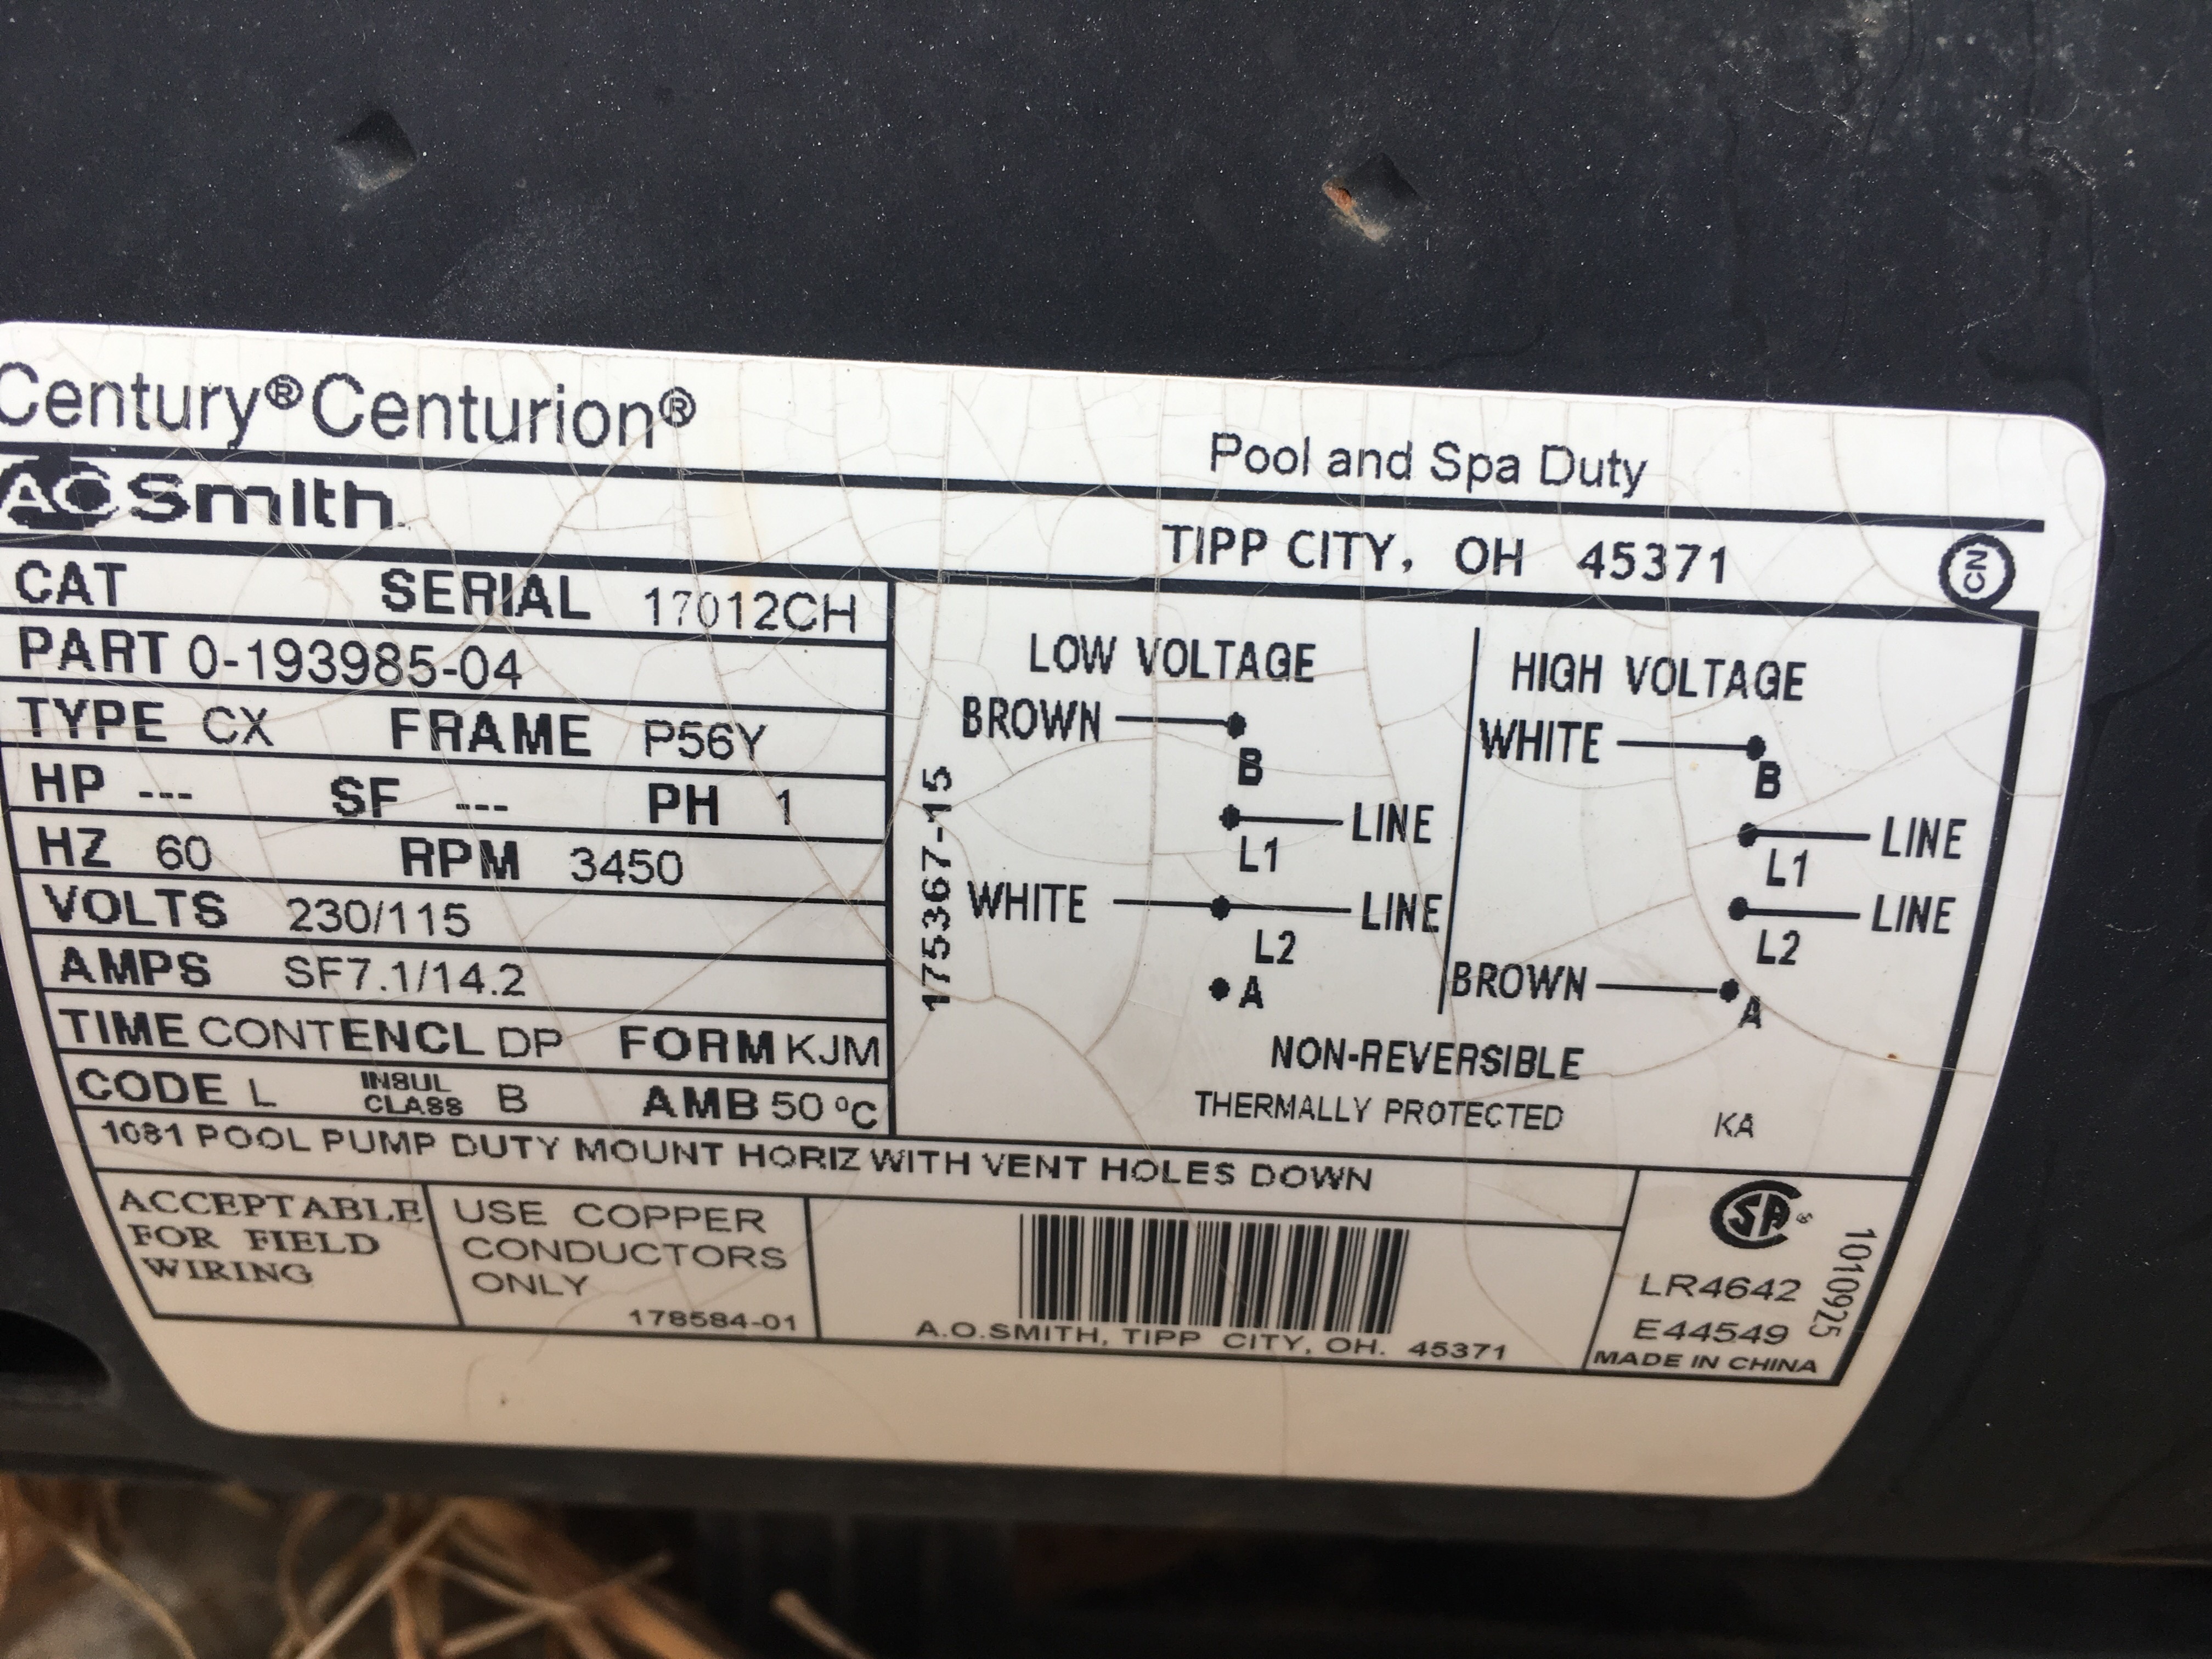 Century® Centurion®
Pool and Spa Duty
AO Smith.
TIPP CITY, OH 45371
CN
CAT SERIAL 17012CH
PART 0-193985-04
TYPE CX FRAME P56Y
HP --- SF --- PH 1
HZ 60 RPM 3450
VOLTS 230/115
AMPS SF7.1/14.2
TIME CONT ENCL DP FORM KJM
CODE L INSUL CLASS B AMB 50 ºC
175367-15
LOW VOLTAGE
BROWN
B
LINE
L1
WHITE LINE
L2
A
HIGH VOLTAGE
WHITE
B
LINE
L1
LINE
L2
BROWN
A
NON-REVERSIBLE
THERMALLY PROTECTED KA
1081 POOL PUMP DUTY MOUNT HORIZ WITH VENT HOLES DOWN
ACCEPTABLE
FOR FIELD
WIRING
USE COPPER
CONDUCTORS
ONLY
178584-01
A.O.SMITH, TIPP CITY, OH. 45371
SA
LR4642
E44549
MADE IN CHINA
1010925